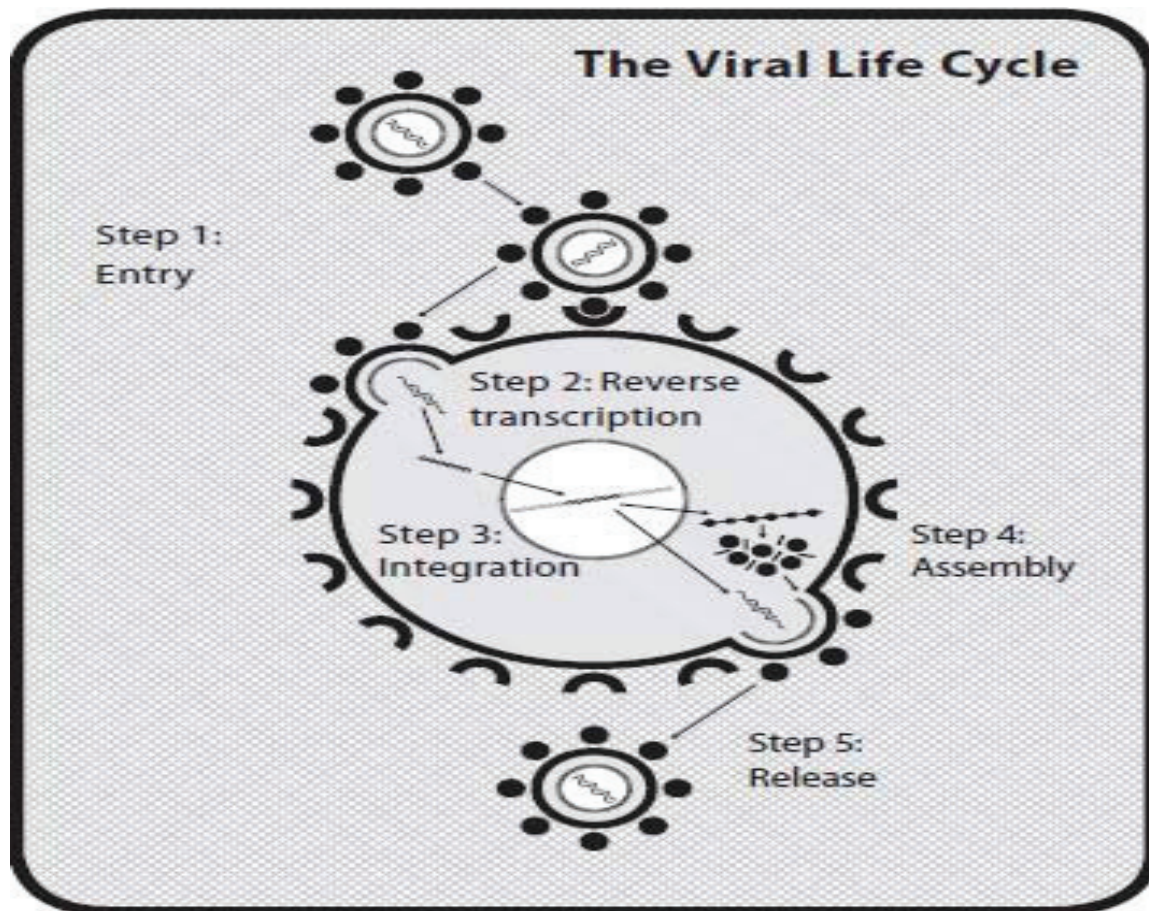 The Viral Life Cycle
Step 1:
Entry
Step 2: Reverse
transcription
Step 3:
Integration
Step 4:
Assembly
Step 5:
Release